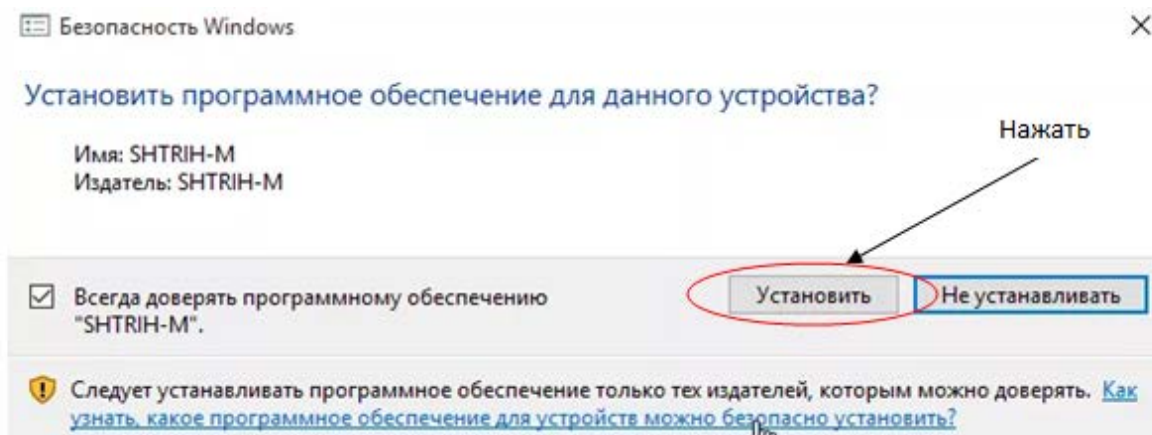 Безопасность Windows
Установить программное обеспечение для данного устройства?
Нажать
Имя: SHTRIH-M
Издатель: SHTRIH-M
Всегда доверять программному обеспечению
"SHTRIH-M".
Установить
Не устанавливать
Следует устанавливать программное обеспечение только тех издателей, которым можно доверять. Как
узнать, какое программное обеспечение для устройств можно безопасно установить?